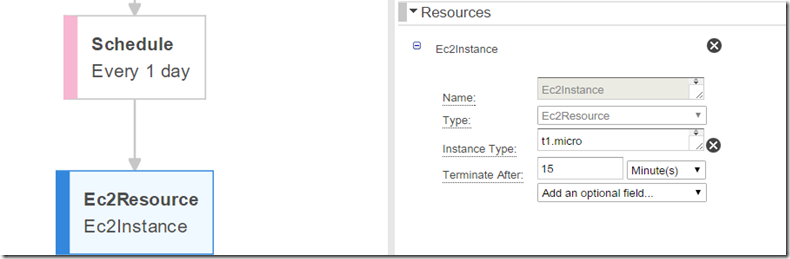 Schedule
Every 1 day
Ec2Resource
Ec2Instance
Resources
Ec2Instance
Name:
Ec2Instance
Type:
Ec2Resource
Instance Type:
t1.micro
Terminate After:
15
Minute(s)
Add an optional field...